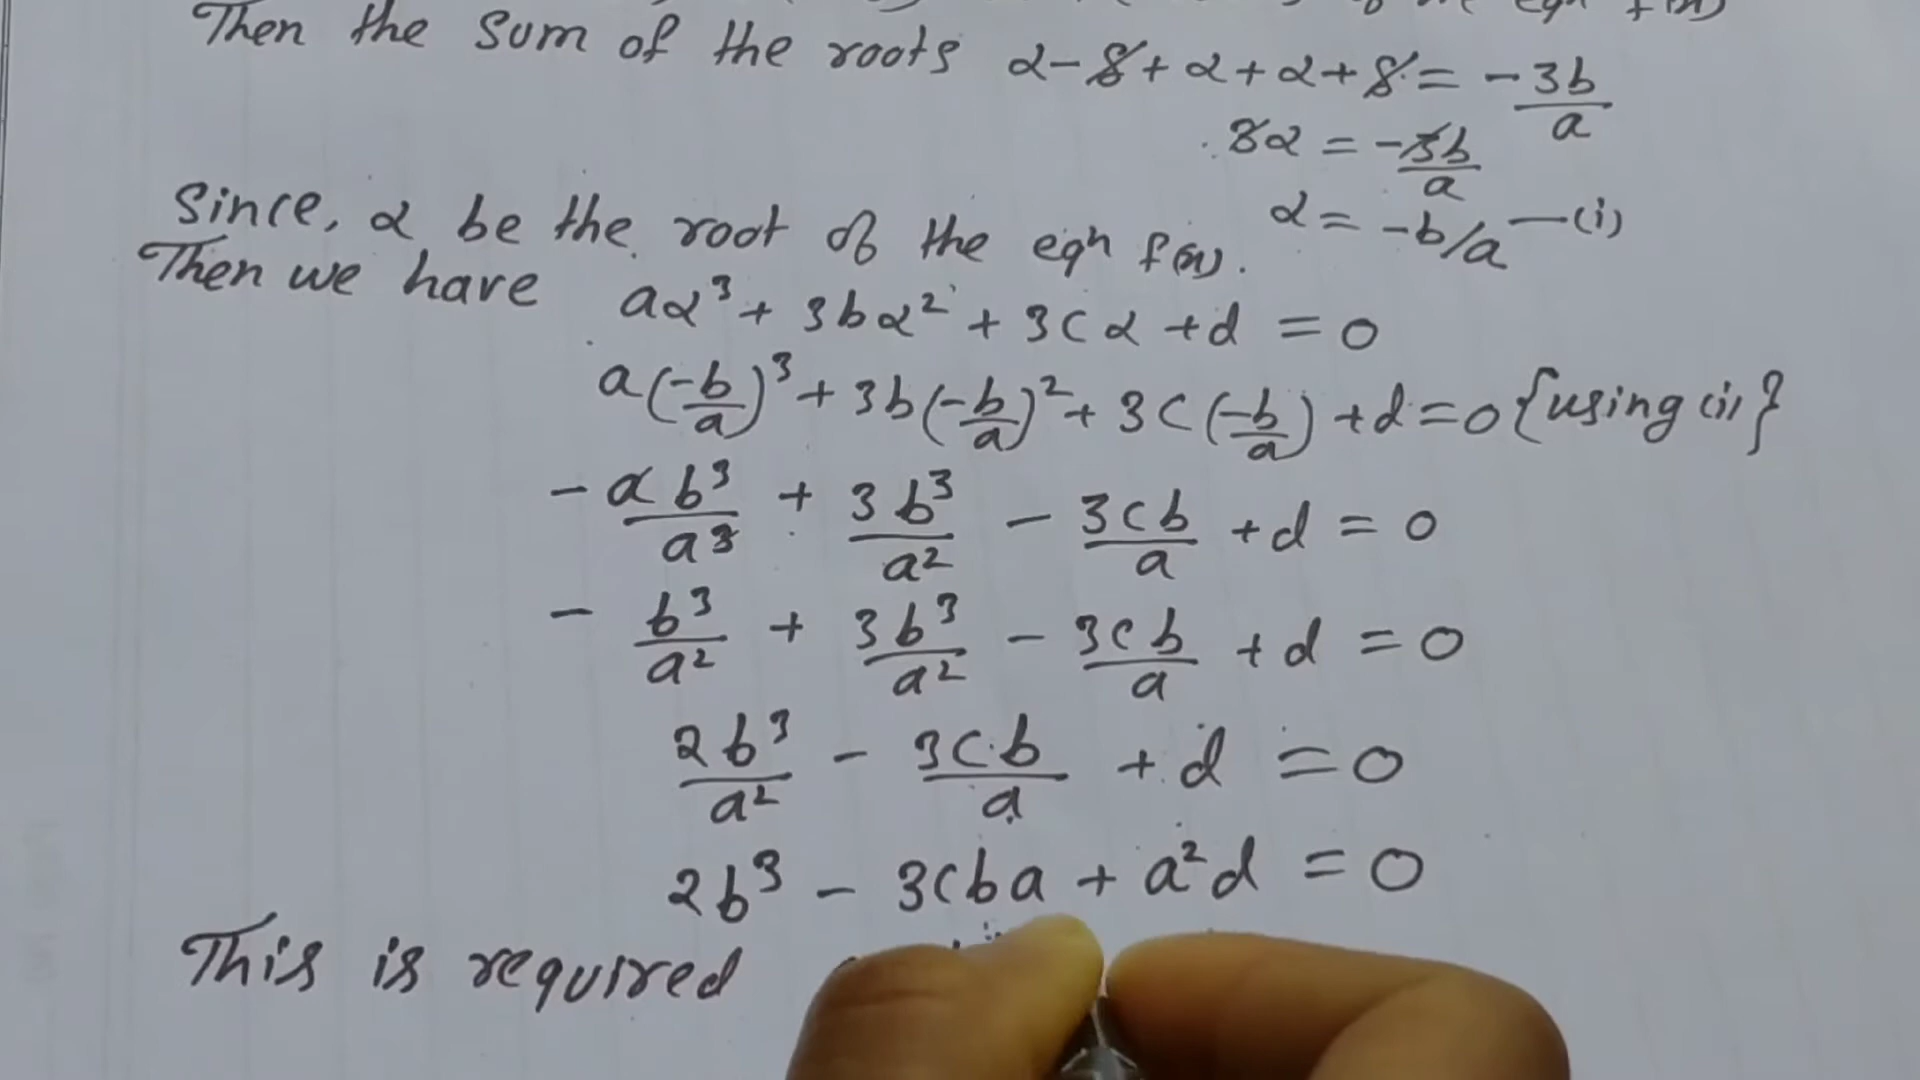 Then the sum of the roots α-8+α+α+8 = -3b/a
3α = -3b/a
α = -b/a —(i)
Since, α be the root of the eqn f(x).
Then we have aα³ + 3bα² + 3cα + d = 0
a(-b/a)³ + 3b(-b/a)² + 3c(-b/a) + d = 0 {using (i)}
- ab³/a³ + 3b³/a² - 3cb/a + d = 0
- b³/a² + 3b³/a² - 3cb/a + d = 0
2b³/a² - 3cb/a + d = 0
2b³ - 3cba + a²d = 0
This is required